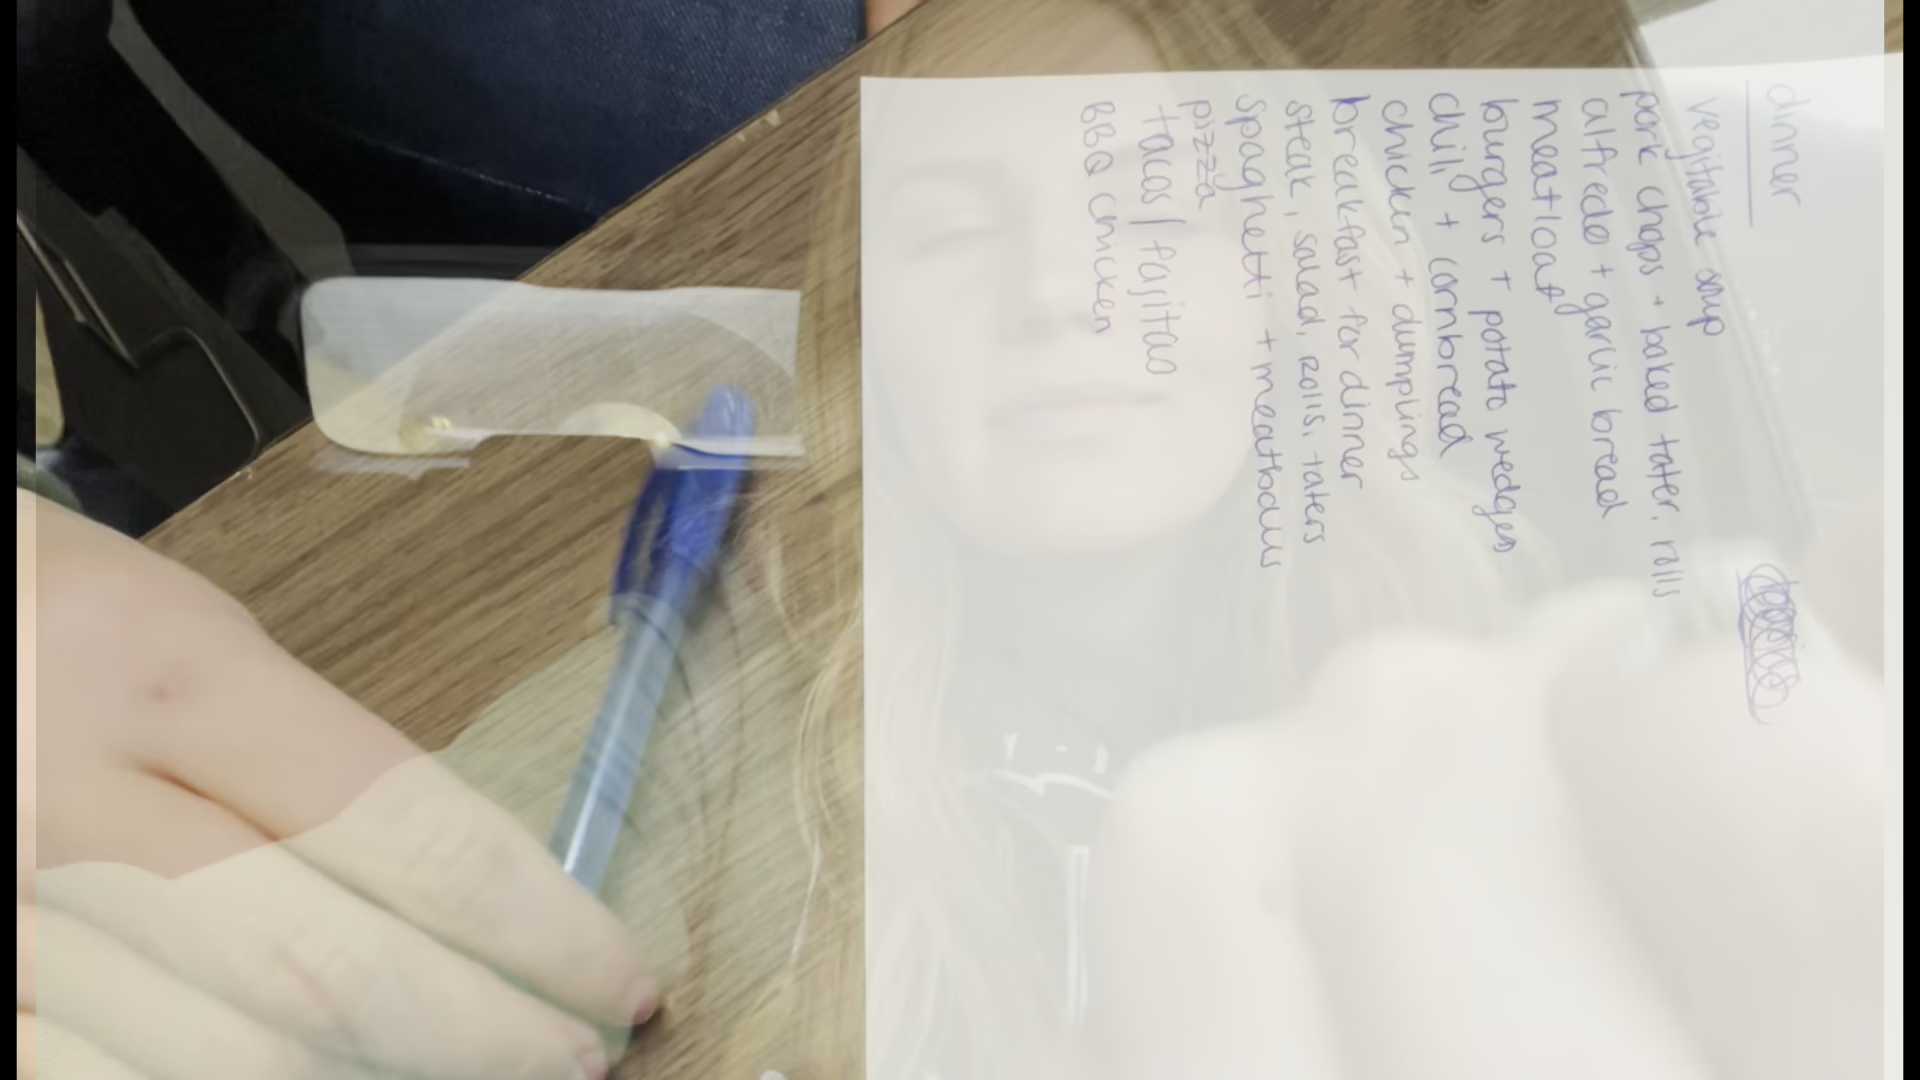 dinner
vegitable soup
pork chops + baked tater, rolls
alfredo + garlic bread
meatloaf
burgers + potato wedges
chili + cornbread
chicken + dumplings
breakfast for dinner
steak, salad, rolls, taters
spaghetti + meatballs
pizza
tacos / fajitas
BBQ chicken